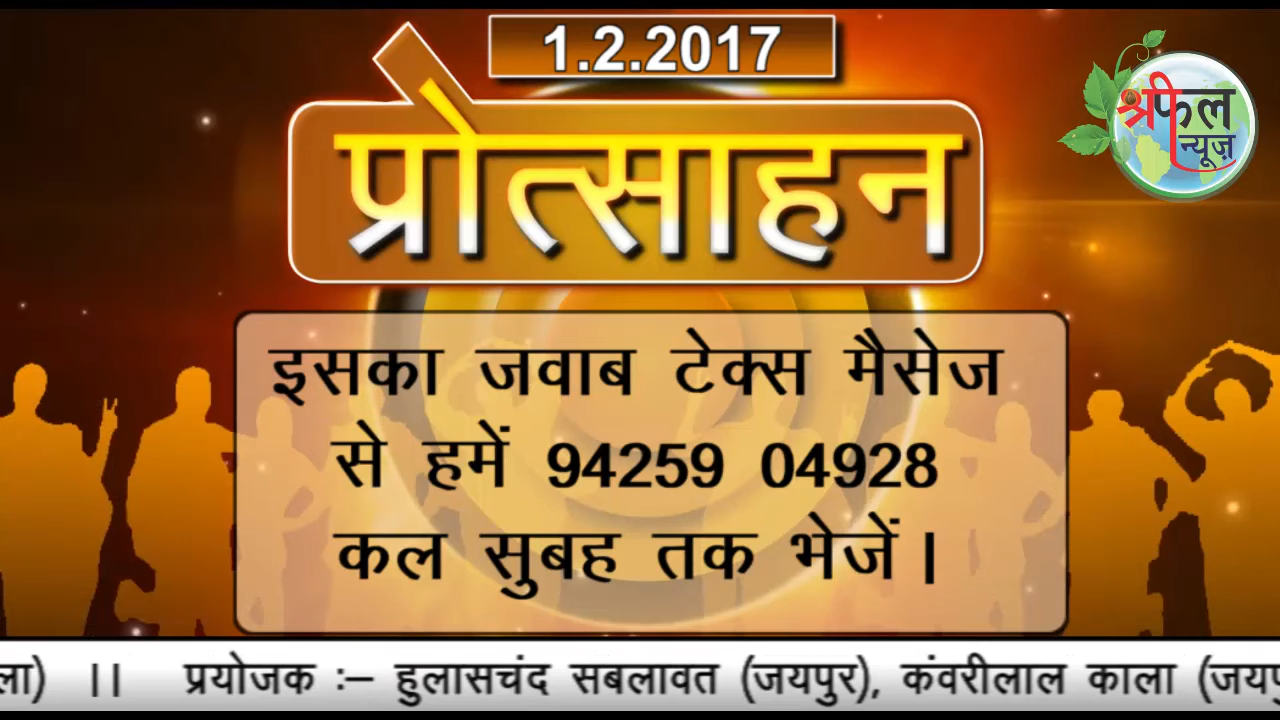 1.2.2017
श्रीफल
न्यूज़
प्रोत्साहन
इसका जवाब टेक्स मैसेज
से हमें 94259 04928
कल सुबह तक भेजें।
ला) ।। प्रयोजक :– हुलासचंद सबलावत (जयपुर), कंवरीलाल काला (जयपु